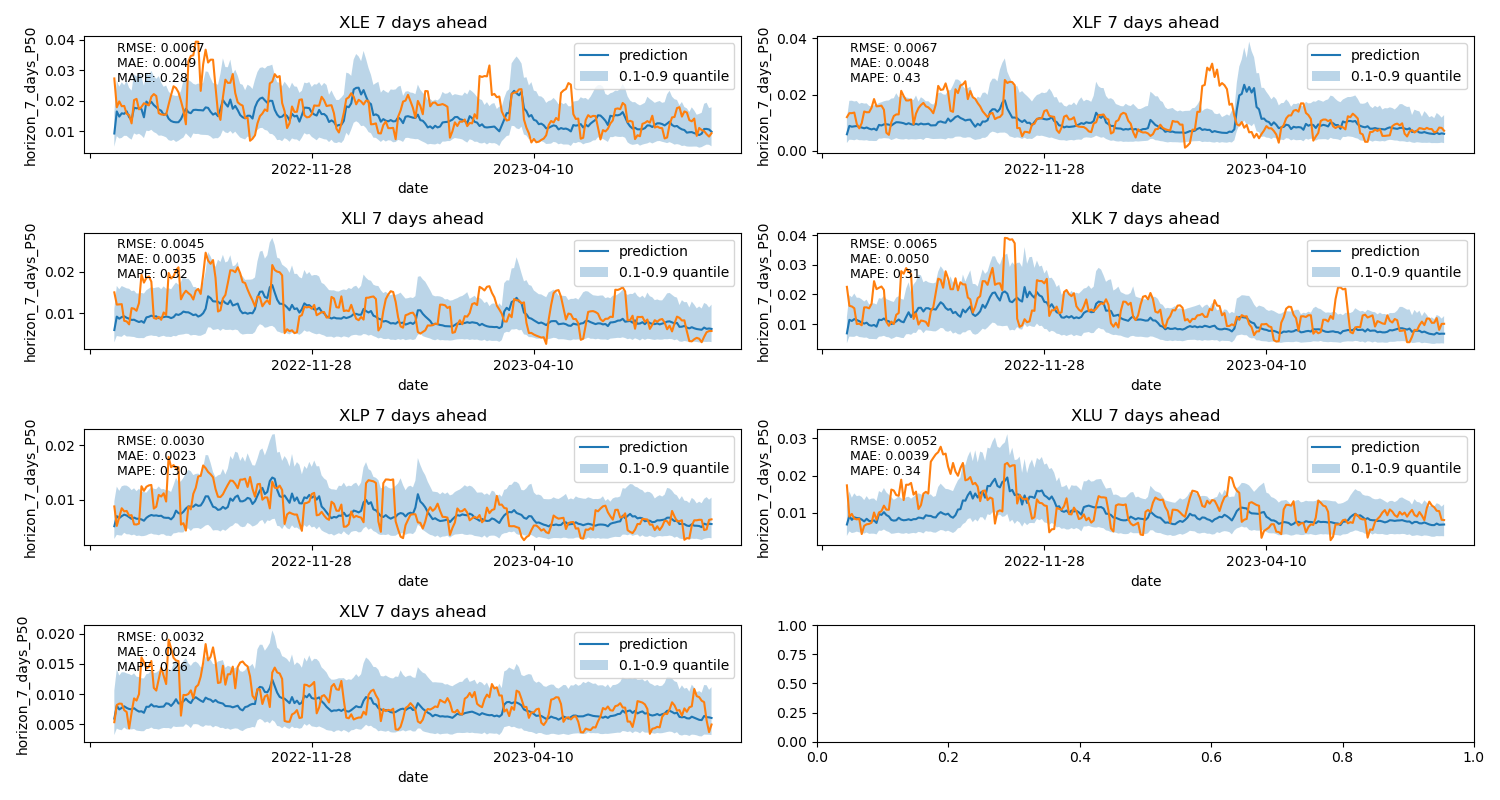 XLE 7 days ahead
horizon_7_days_P50
0.04
0.03
0.02
0.01
RMSE: 0.0067
MAE: 0.0049
MAPE: 0.28
prediction
0.1-0.9 quantile
2022-11-28
2023-04-10
date
XLF 7 days ahead
horizon_7_days_P50
0.04
0.02
0.00
RMSE: 0.0067
MAE: 0.0048
MAPE: 0.43
prediction
0.1-0.9 quantile
2022-11-28
2023-04-10
date
XLI 7 days ahead
horizon_7_days_P50
0.02
0.01
RMSE: 0.0045
MAE: 0.0035
MAPE: 0.32
prediction
0.1-0.9 quantile
2022-11-28
2023-04-10
date
XLK 7 days ahead
horizon_7_days_P50
0.04
0.03
0.02
0.01
RMSE: 0.0065
MAE: 0.0050
MAPE: 0.31
prediction
0.1-0.9 quantile
2022-11-28
2023-04-10
date
XLP 7 days ahead
horizon_7_days_P50
0.02
0.01
RMSE: 0.0030
MAE: 0.0023
MAPE: 0.30
prediction
0.1-0.9 quantile
2022-11-28
2023-04-10
date
XLU 7 days ahead
horizon_7_days_P50
0.03
0.02
0.01
RMSE: 0.0052
MAE: 0.0039
MAPE: 0.34
prediction
0.1-0.9 quantile
2022-11-28
2023-04-10
date
XLV 7 days ahead
horizon_7_days_P50
0.020
0.015
0.010
0.005
RMSE: 0.0032
MAE: 0.0024
MAPE: 0.26
prediction
0.1-0.9 quantile
2022-11-28
2023-04-10
date
1.00
0.75
0.50
0.25
0.00
0.0
0.2
0.4
0.6
0.8
1.0